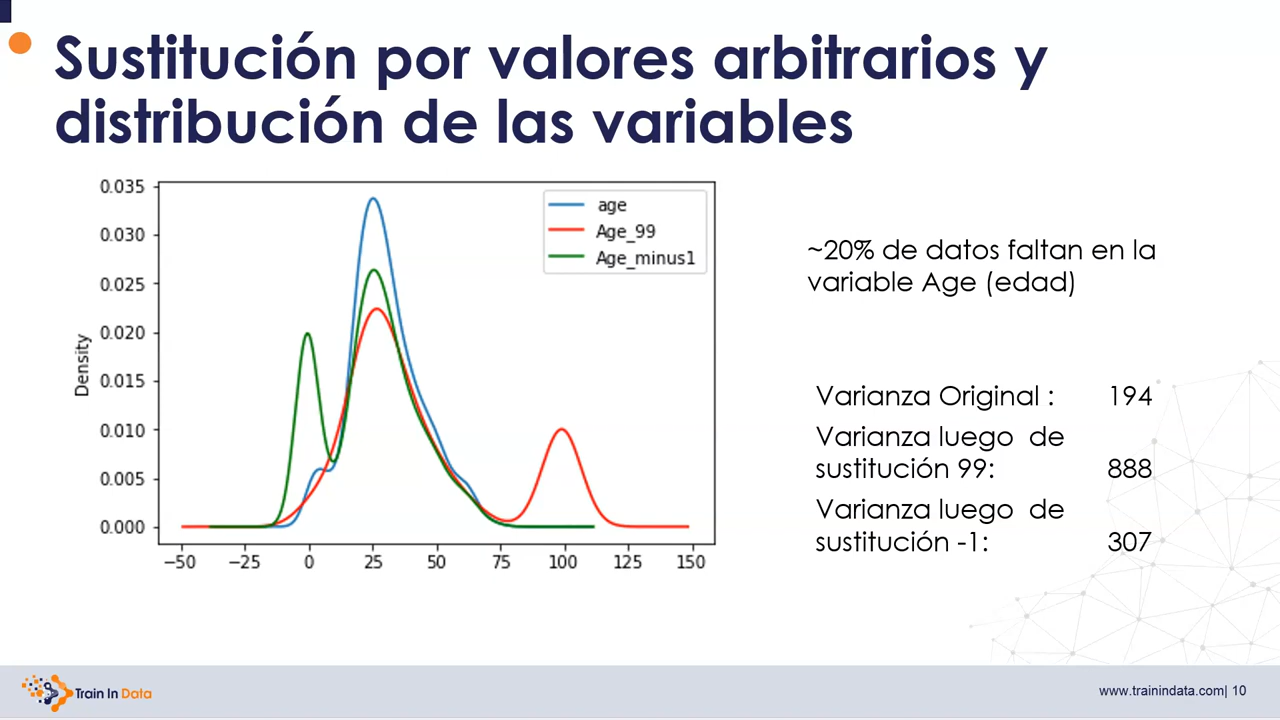 Sustitución por valores arbitrarios y
distribución de las variables
0.035
0.030
0.025
0.020
0.015
0.010
0.005
0.000
Density
−50
−25
0
25
50
75
100
125
150
age
Age_99
Age_minus1
~20% de datos faltan en la
variable Age (edad)
Varianza Original : 194
Varianza luego de
sustitución 99: 888
Varianza luego de
sustitución -1: 307
Train In Data
www.trainindata.com| 10